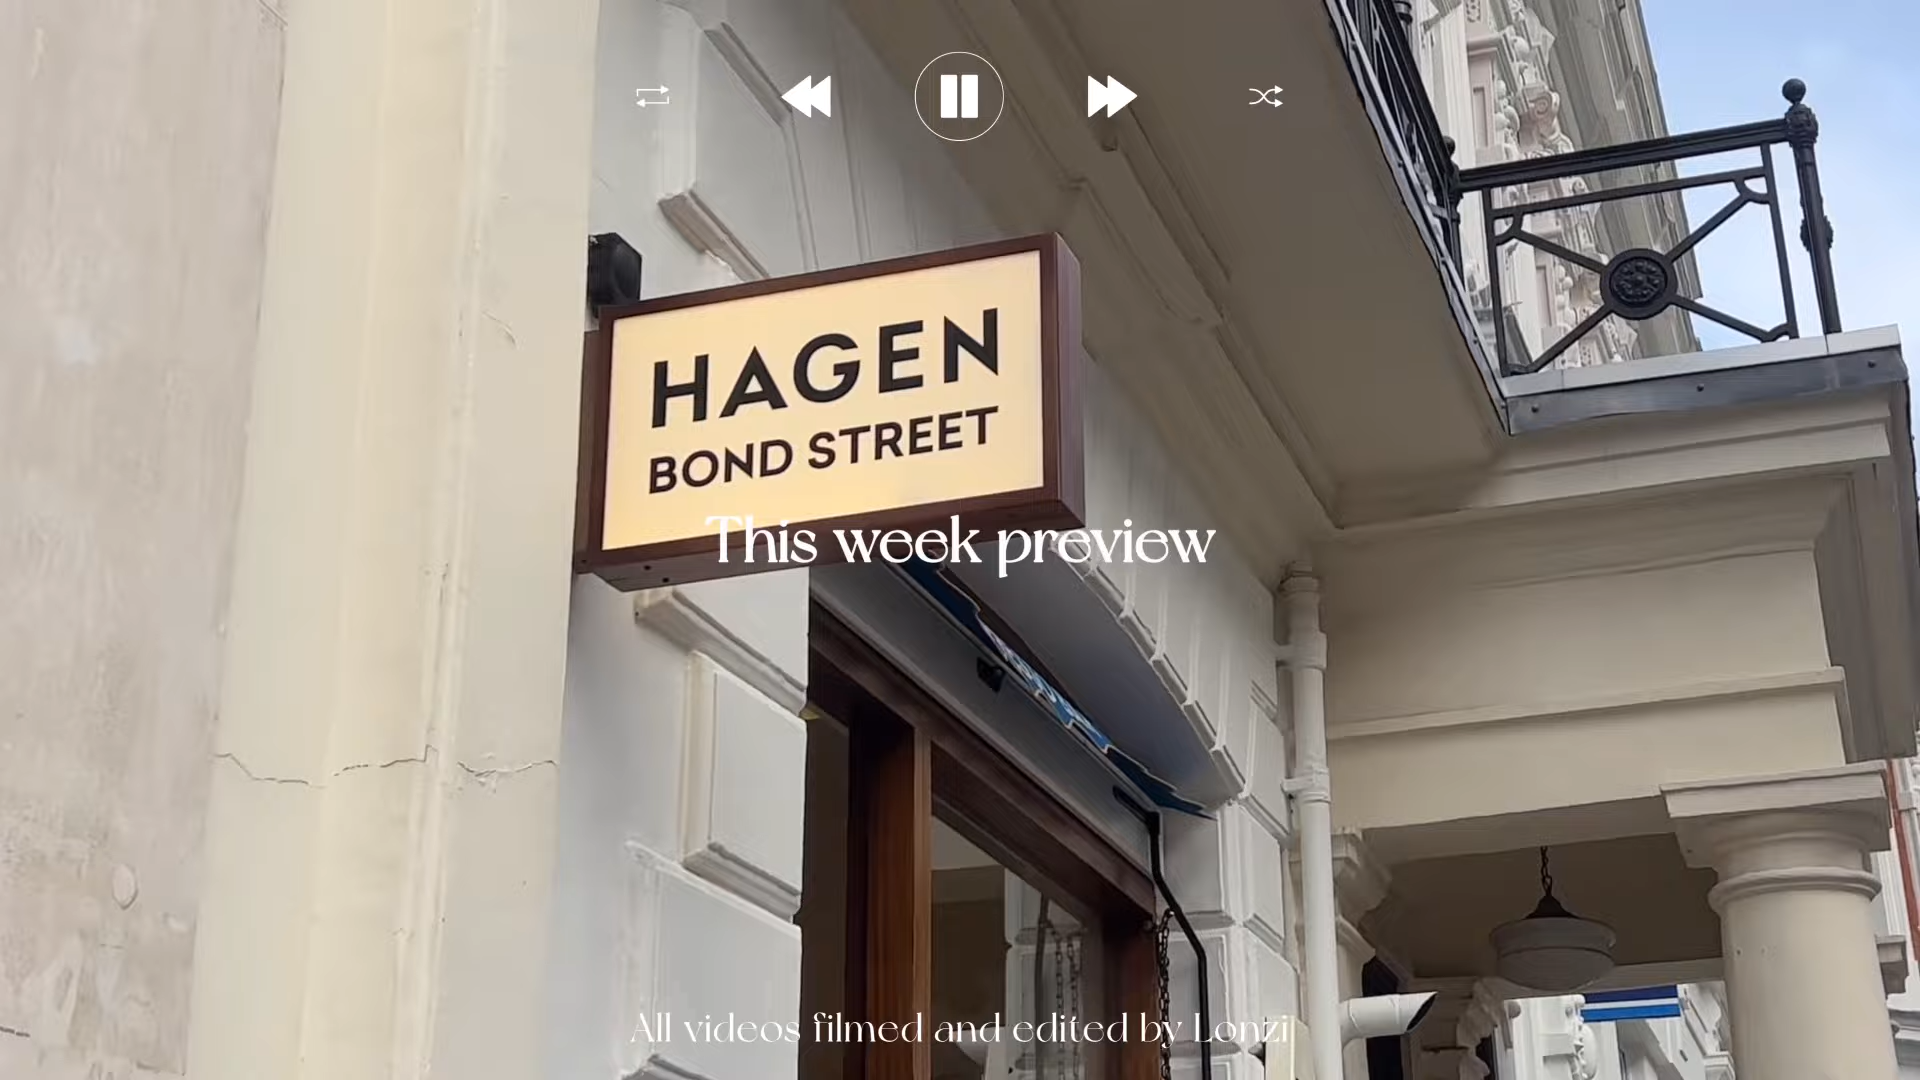 HAGEN
BOND STREET
This week preview
All videos filmed and edited by Lonzi